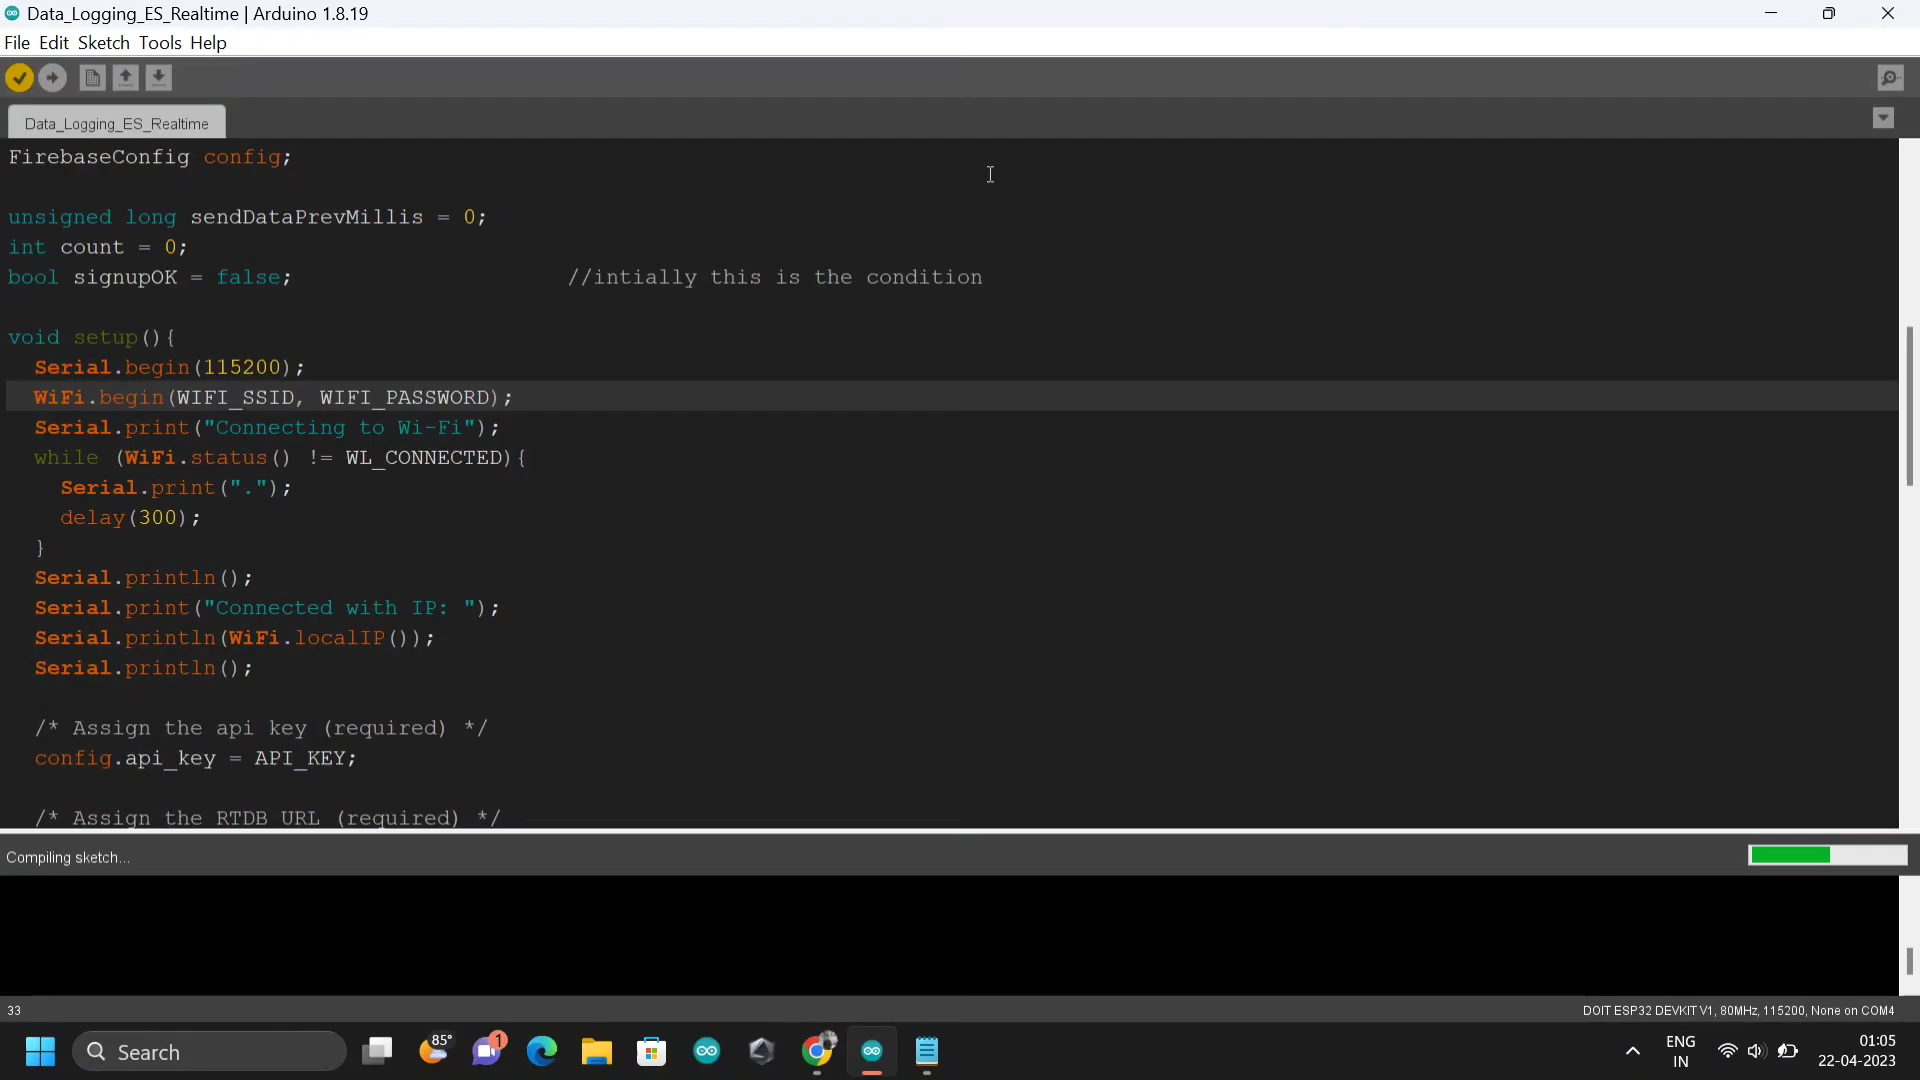 Data_Logging_ES_Realtime | Arduino 1.8.19
File Edit Sketch Tools Help
Data_Logging_ES_Realtime
FirebaseConfig config;
unsigned long sendDataPrevMillis = 0;
int count = 0;
bool signupOK = false; //intially this is the condition
void setup(){
Serial.begin(115200);
WiFi.begin(WIFI_SSID, WIFI_PASSWORD);
Serial.print("Connecting to Wi-Fi");
while (WiFi.status() != WL_CONNECTED){
Serial.print(".");
delay(300);
}
Serial.println();
Serial.print("Connected with IP: ");
Serial.println(WiFi.localIP());
Serial.println();
/* Assign the api key (required) */
config.api_key = API_KEY;
/* Assign the RTDB URL (required) */
Compiling sketch...
33
DOIT ESP32 DEVKIT V1, 80MHz, 115200, None on COM4
Search
85°
1
ENG
IN
01:05
22-04-2023